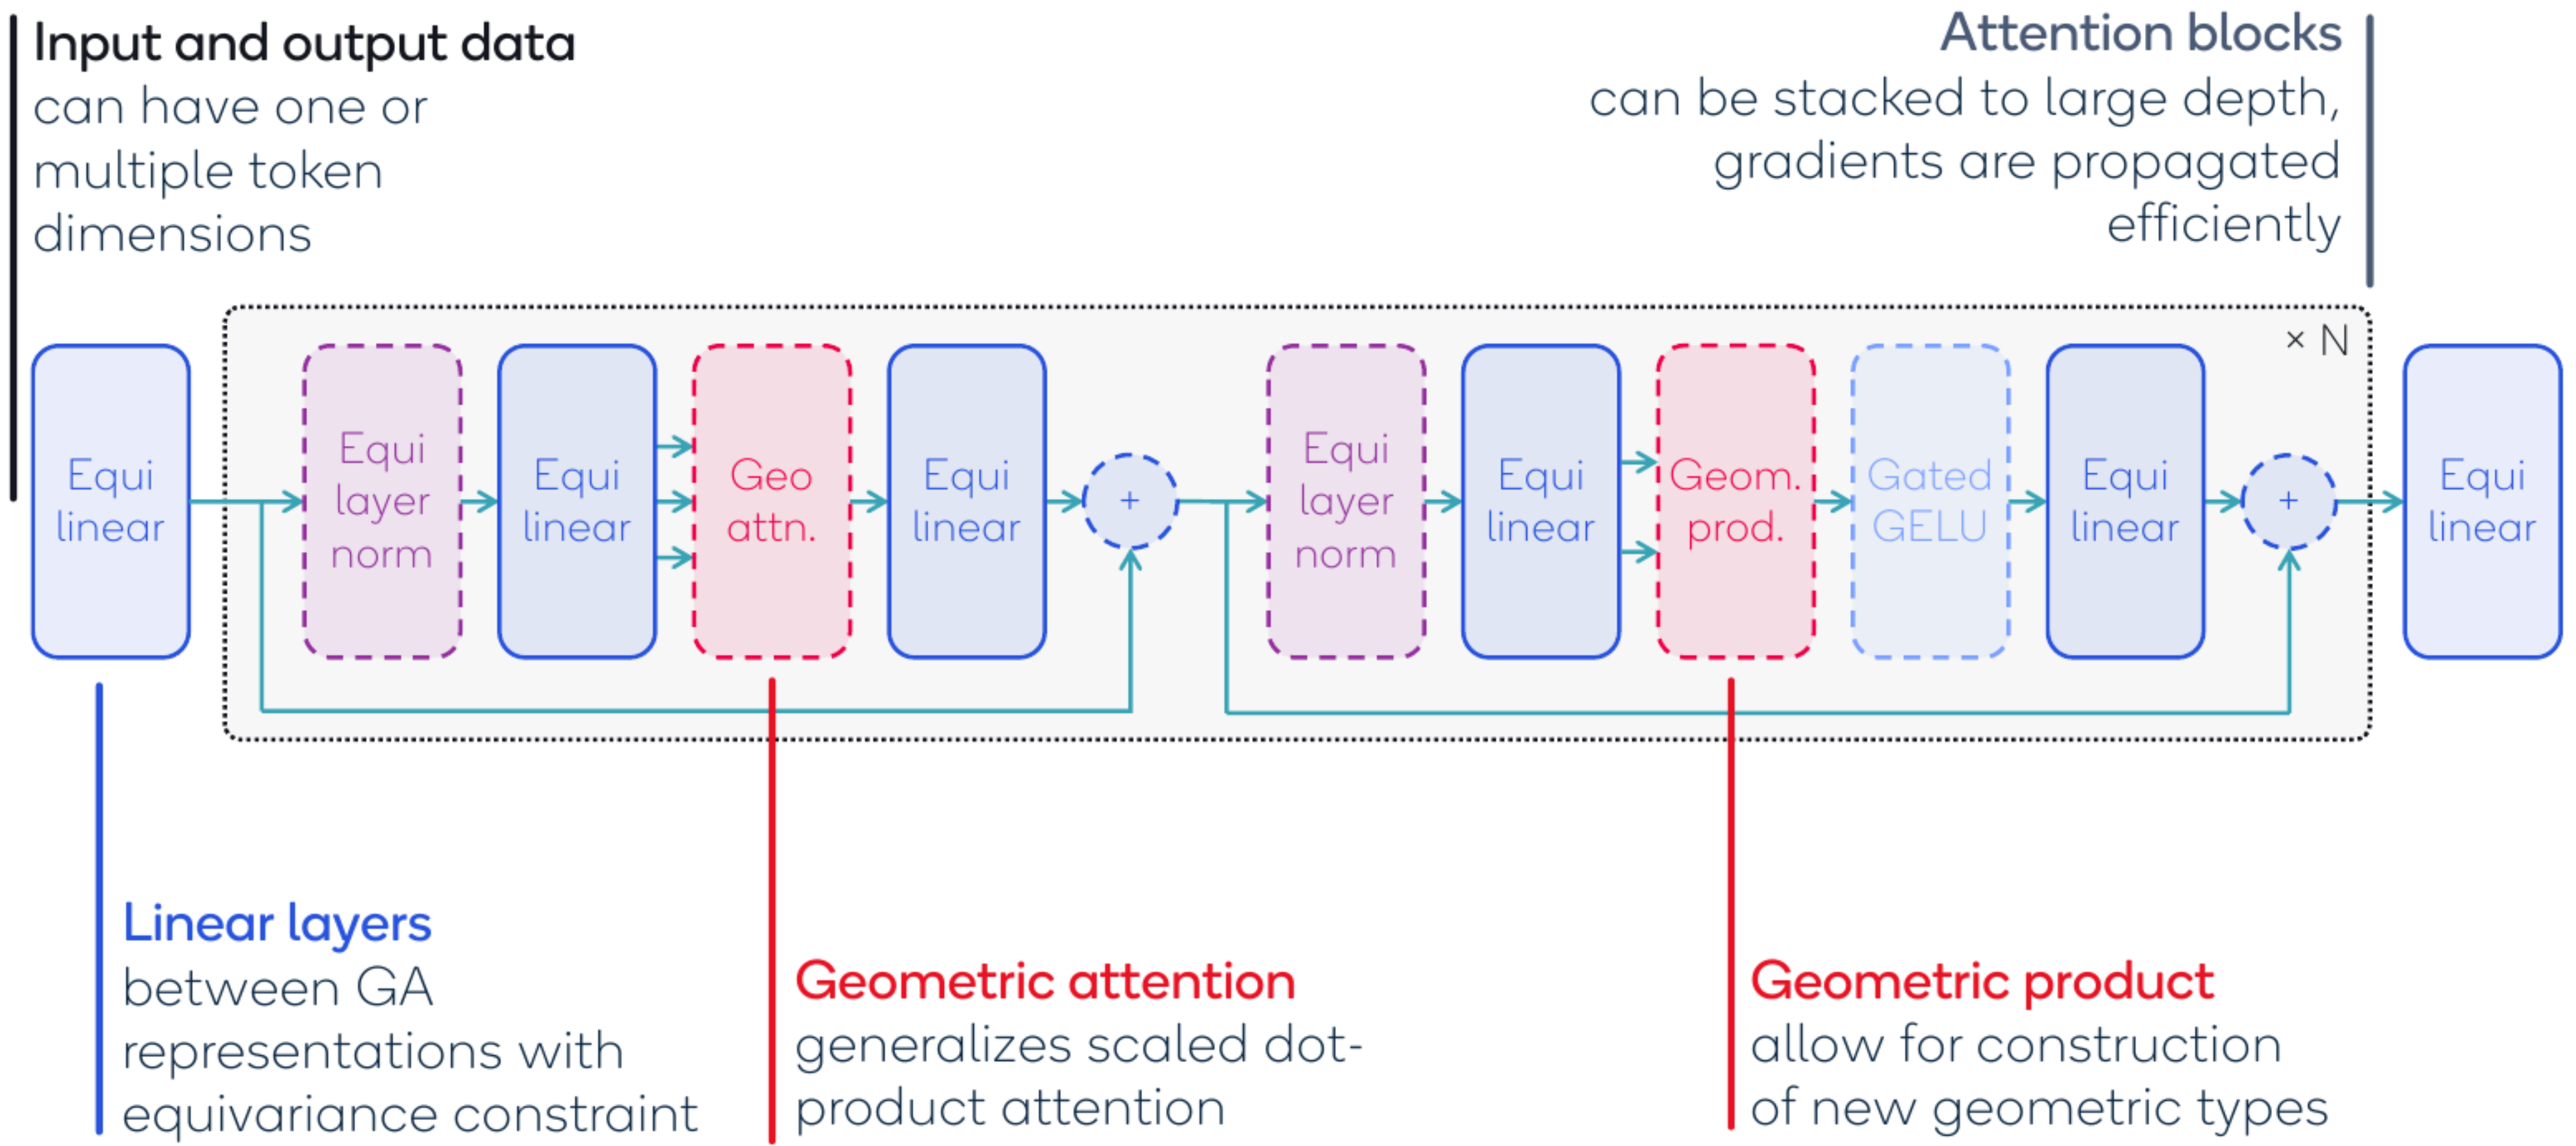 Input and output data
can have one or
multiple token
dimensions
Attention blocks
can be stacked to large depth,
gradients are propagated
efficiently
× N
Equi
linear
Equi
layer
norm
Equi
linear
Geo
attn.
Equi
linear
+
Equi
layer
norm
Equi
linear
Geom.
prod.
Gated
GELU
Equi
linear
+
Equi
linear
Linear layers
between GA
representations with
equivariance constraint
Geometric attention
generalizes scaled dot-
product attention
Geometric product
allow for construction
of new geometric types